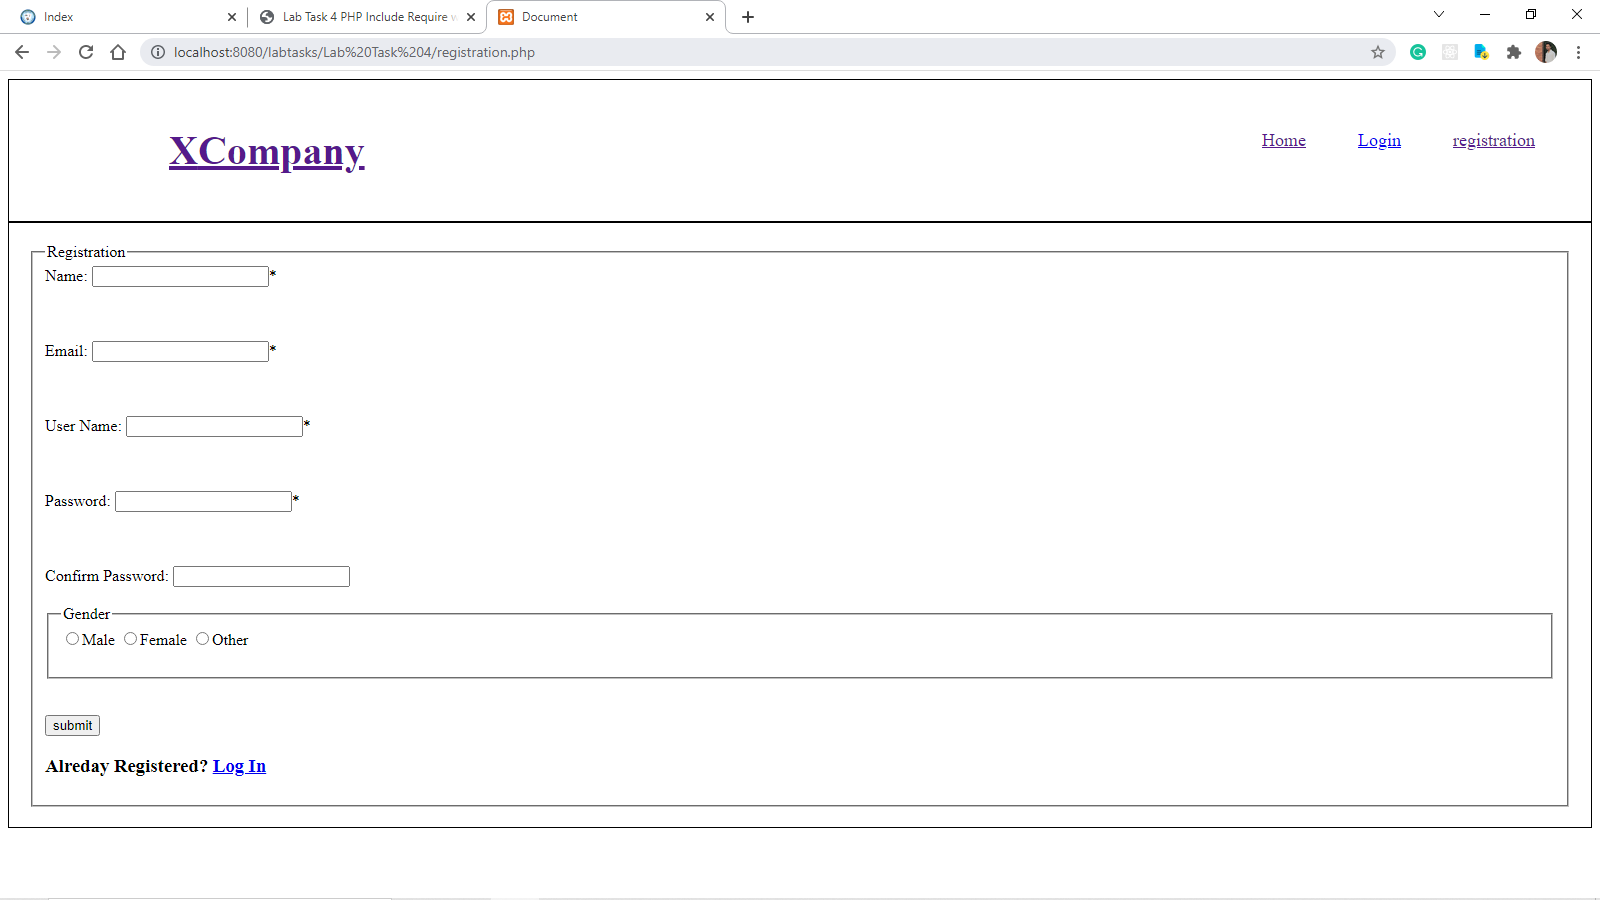 Index
Lab Task 4 PHP Include Require
Document
localhost:8080/labtasks/Lab%20Task%204/registration.php
XCompany
Home Login registration
Registration
Name: *
Email: *
User Name: *
Password: *
Confirm Password:
Gender
Male Female Other
submit
Alreday Registered? Log In